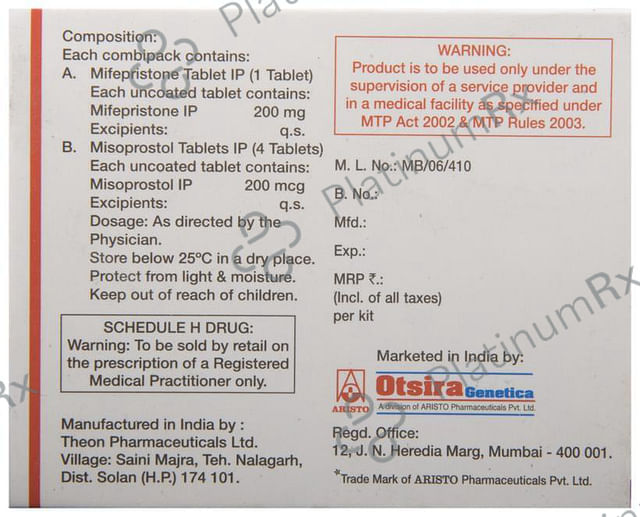 Composition:
Each combipack contains:
A. Mifepristone Tablet IP (1 Tablet)
Each uncoated tablet contains:
Mifepristone IP 200 mg
Excipients: q.s.
B. Misoprostol Tablets IP (4 Tablets)
Each uncoated tablet contains:
Misoprostol IP 200 mcg
Excipients: q.s.
Dosage: As directed by the
Physician.
Store below 25ºC in a dry place.
Protect from light & moisture.
Keep out of reach of children.
SCHEDULE H DRUG:
Warning: To be sold by retail on
the prescription of a Registered
Medical Practitioner only.
Manufactured in India by :
Theon Pharmaceuticals Ltd.
Village: Saini Majra, Teh. Nalagarh,
Dist. Solan (H.P.) 174 101.
WARNING:
Product is to be used only under the
supervision of a service provider and
in a medical facility as specified under
MTP Act 2002 & MTP Rules 2003.
M. L. No.: MB/06/410
B. No.:
Mfd.:
Exp.:
MRP ₹.:
(Incl. of all taxes)
per kit
Marketed in India by:
ARISTO
Otsira Genetica
A division of ARISTO Pharmaceuticals Pvt. Ltd.
Regd. Office:
12, J. N. Heredia Marg, Mumbai - 400 001.
*Trade Mark of ARISTO Pharmaceuticals Pvt. Ltd.
PlatinumRx
PlatinumRx
PlatinumRx
Rx